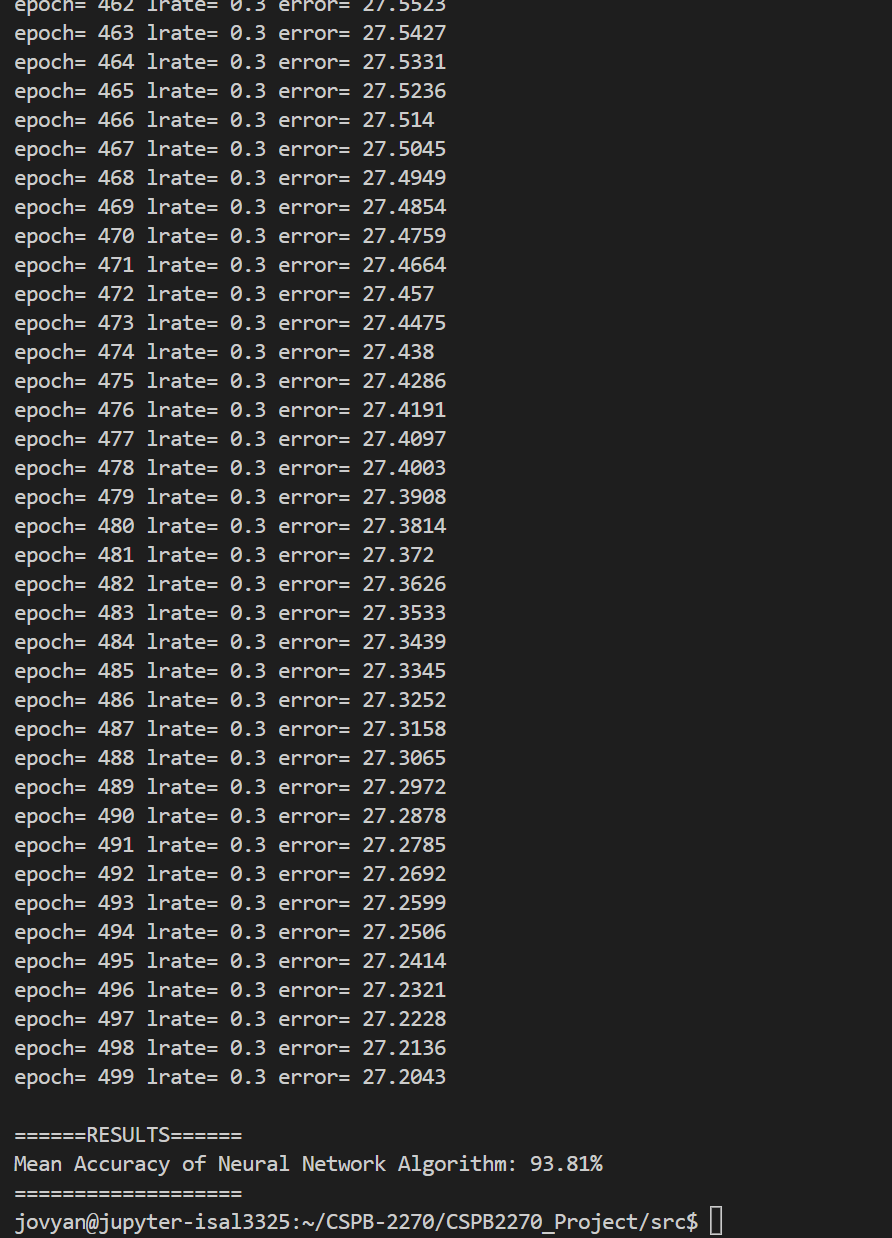 epoch= 462 lrate= 0.3 error= 27.5523
epoch= 463 lrate= 0.3 error= 27.5427
epoch= 464 lrate= 0.3 error= 27.5331
epoch= 465 lrate= 0.3 error= 27.5236
epoch= 466 lrate= 0.3 error= 27.514
epoch= 467 lrate= 0.3 error= 27.5045
epoch= 468 lrate= 0.3 error= 27.4949
epoch= 469 lrate= 0.3 error= 27.4854
epoch= 470 lrate= 0.3 error= 27.4759
epoch= 471 lrate= 0.3 error= 27.4664
epoch= 472 lrate= 0.3 error= 27.457
epoch= 473 lrate= 0.3 error= 27.4475
epoch= 474 lrate= 0.3 error= 27.438
epoch= 475 lrate= 0.3 error= 27.4286
epoch= 476 lrate= 0.3 error= 27.4191
epoch= 477 lrate= 0.3 error= 27.4097
epoch= 478 lrate= 0.3 error= 27.4003
epoch= 479 lrate= 0.3 error= 27.3908
epoch= 480 lrate= 0.3 error= 27.3814
epoch= 481 lrate= 0.3 error= 27.372
epoch= 482 lrate= 0.3 error= 27.3626
epoch= 483 lrate= 0.3 error= 27.3533
epoch= 484 lrate= 0.3 error= 27.3439
epoch= 485 lrate= 0.3 error= 27.3345
epoch= 486 lrate= 0.3 error= 27.3252
epoch= 487 lrate= 0.3 error= 27.3158
epoch= 488 lrate= 0.3 error= 27.3065
epoch= 489 lrate= 0.3 error= 27.2972
epoch= 490 lrate= 0.3 error= 27.2878
epoch= 491 lrate= 0.3 error= 27.2785
epoch= 492 lrate= 0.3 error= 27.2692
epoch= 493 lrate= 0.3 error= 27.2599
epoch= 494 lrate= 0.3 error= 27.2506
epoch= 495 lrate= 0.3 error= 27.2414
epoch= 496 lrate= 0.3 error= 27.2321
epoch= 497 lrate= 0.3 error= 27.2228
epoch= 498 lrate= 0.3 error= 27.2136
epoch= 499 lrate= 0.3 error= 27.2043

======RESULTS======
Mean Accuracy of Neural Network Algorithm: 93.81%
===================
jovyan@jupyter-isal3325:~/CSPB-2270/CSPB2270_Project/src$